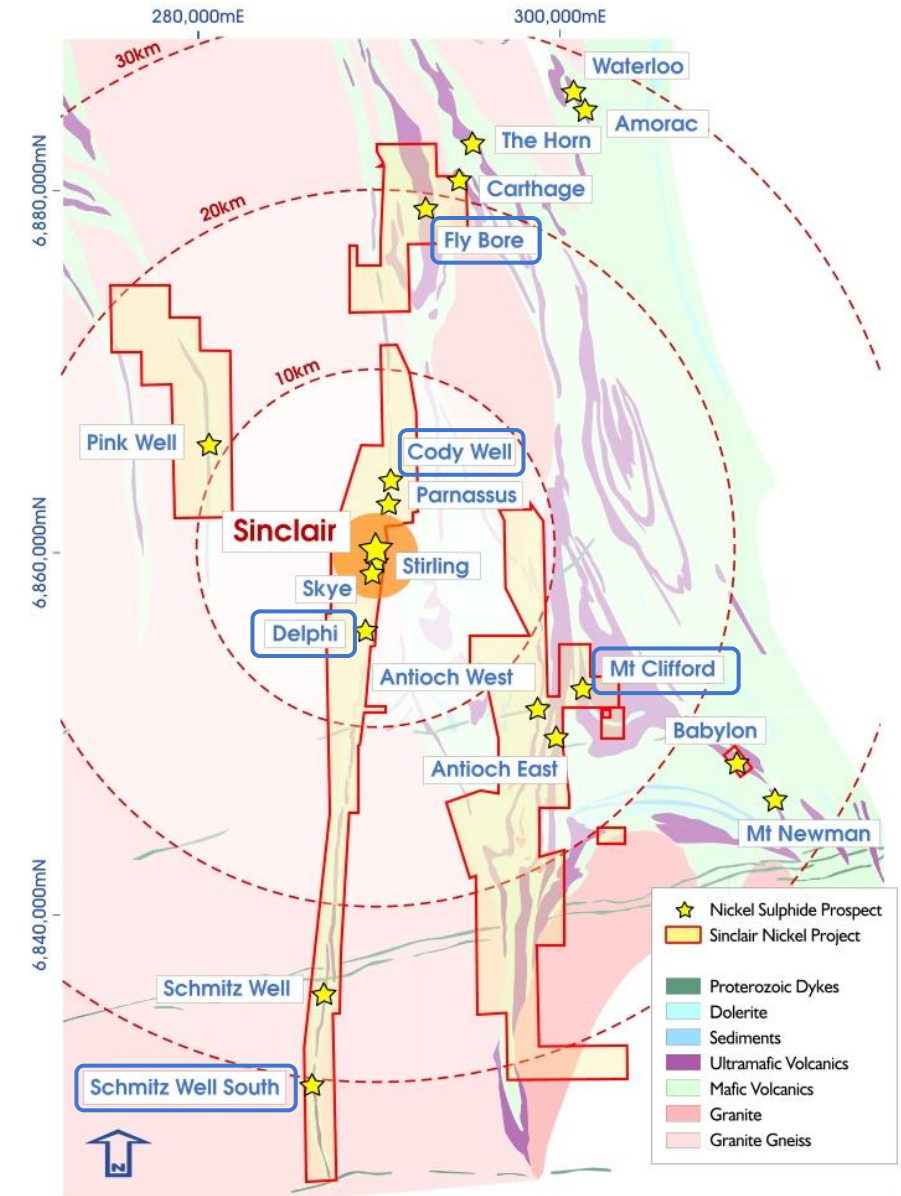 280,000mE
300,000mE
30km
Waterloo
Amorac
The Horn
6,880,000mN
Carthage
20km
Fly Bore
10km
Pink Well
Cody Well
Parnassus
Sinclair
6,860,000mN
Stirling
Skye
Delphi
Mt Clifford
Antioch West
Babylon
Antioch East
Mt Newman
6,840,000mN
Nickel Sulphide Prospect
Sinclair Nickel Project
Schmitz Well
Proterozoic Dykes
Dolerite
Sediments
Ultramafic Volcanics
Schmitz Well South
Mafic Volcanics
Granite
Granite Gneiss
N